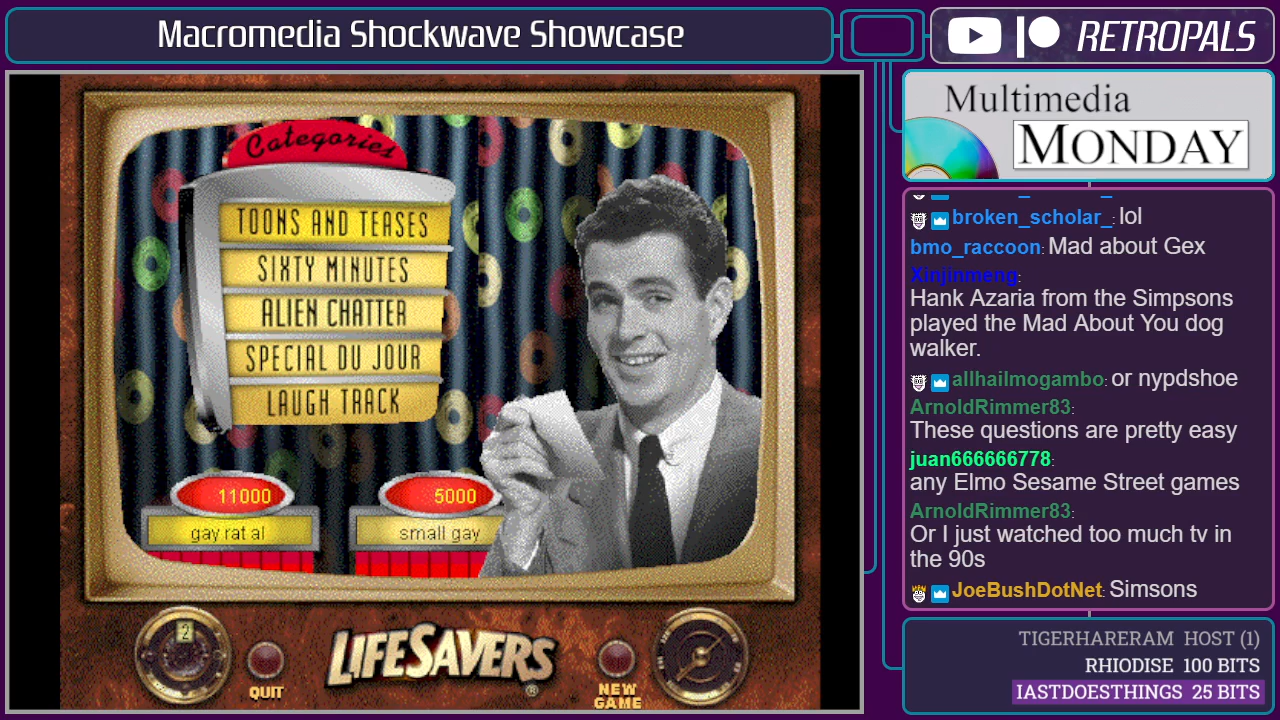 Macromedia Shockwave Showcase
RETROPALS
Multimedia
MONDAY
Categories
TOONS AND TEASES
SIXTY MINUTES
ALIEN CHATTER
SPECIAL DU JOUR
LAUGH TRACK
11000
5000
gay rat al
small gay
2
QUIT
LIFESAVERS®
NEW
GAME
broken_scholar_: lol
bmo_raccoon: Mad about Gex
Xinjinmeng:
Hank Azaria from the Simpsons
played the Mad About You dog
walker.
allhailmogambo: or nypdshoe
ArnoldRimmer83:
These questions are pretty easy
juan666666778:
any Elmo Sesame Street games
ArnoldRimmer83:
Or I just watched too much tv in
the 90s
JoeBushDotNet: Simsons
TIGERHARERAM HOST (1)
RHIODISE 100 BITS
IASTDOESTHINGS 25 BITS